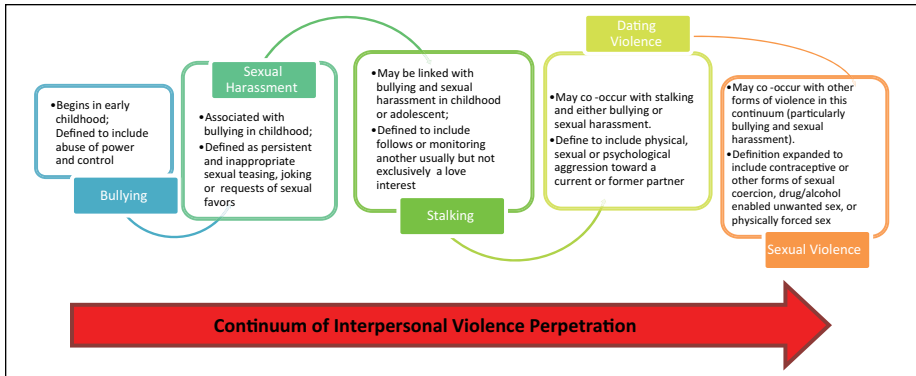 •Begins in early
childhood;
Defined to include
abuse of power
and control
Bullying
Sexual
Harassment
•Associated with
bullying in childhood;
•Defined as persistent
and inappropriate
sexual teasing, joking
or requests of sexual
favors
•May be linked with
bullying and sexual
harassment in childhood
or adolescent;
•Defined to include
follows or monitoring
another usually but not
exclusively a love
interest
Stalking
Dating
Violence
•May co -occur with stalking
and either bullying or
sexual harassment.
•Define to include physical,
sexual or psychological
aggression toward a
current or former partner
•May co -occur with other
forms of violence in this
continuum (particularly
bullying and sexual
harassment).
•Definition expanded to
include contraceptive or
other forms of sexual
coercion, drug/alcohol
enabled unwanted sex, or
physically forced sex
Sexual Violence
Continuum of Interpersonal Violence Perpetration